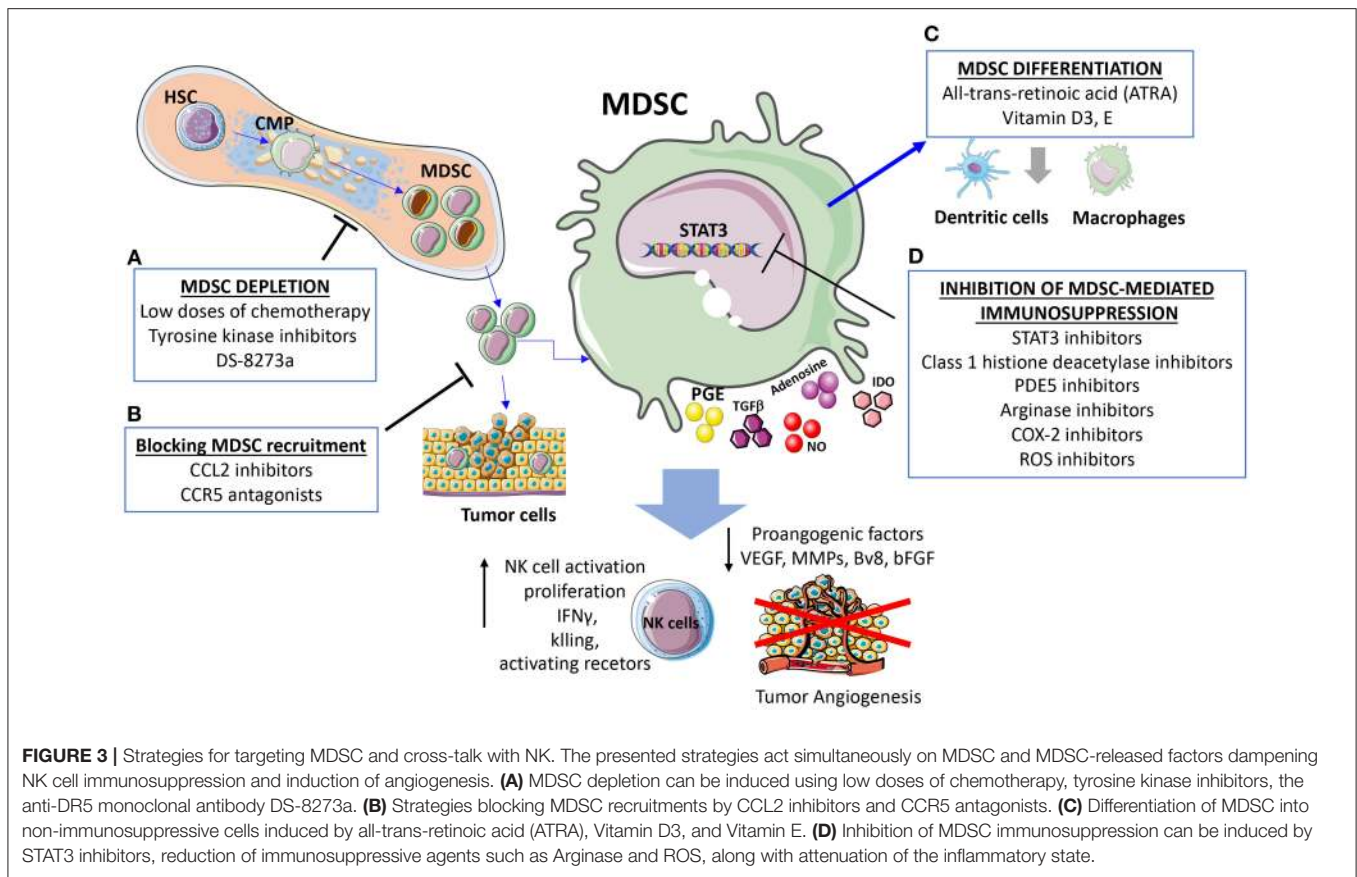 HSC
CMP
MDSC
A
MDSC DEPLETION
Low doses of chemotherapy
Tyrosine kinase inhibitors
DS-8273a
B
Blocking MDSC recruitment
CCL2 inhibitors
CCR5 antagonists
Tumor cells
MDSC
STAT3
PGE
TGFβ
Adenosine
NO
IDO
C
MDSC DIFFERENTIATION
All-trans-retinoic acid (ATRA)
Vitamin D3, E
Dentritic cells
Macrophages
D
INHIBITION OF MDSC-MEDIATED
IMMUNOSUPPRESSION
STAT3 inhibitors
Class 1 histione deacetylase inhibitors
PDE5 inhibitors
Arginase inhibitors
COX-2 inhibitors
ROS inhibitors
NK cell activation
proliferation
IFNγ,
klling,
activating recetors
NK cells
Proangogenic factors
VEGF, MMPs, Bv8, bFGF
Tumor Angiogenesis
FIGURE 3 | Strategies for targeting MDSC and cross-talk with NK. The presented strategies act simultaneously on MDSC and MDSC-released factors dampening
NK cell immunosuppression and induction of angiogenesis. (A) MDSC depletion can be induced using low doses of chemotherapy, tyrosine kinase inhibitors, the
anti-DR5 monoclonal antibody DS-8273a. (B) Strategies blocking MDSC recruitments by CCL2 inhibitors and CCR5 antagonists. (C) Differentiation of MDSC into
non-immunosuppressive cells induced by all-trans-retinoic acid (ATRA), Vitamin D3, and Vitamin E. (D) Inhibition of MDSC immunosuppression can be induced by
STAT3 inhibitors, reduction of immunosuppressive agents such as Arginase and ROS, along with attenuation of the inflammatory state.